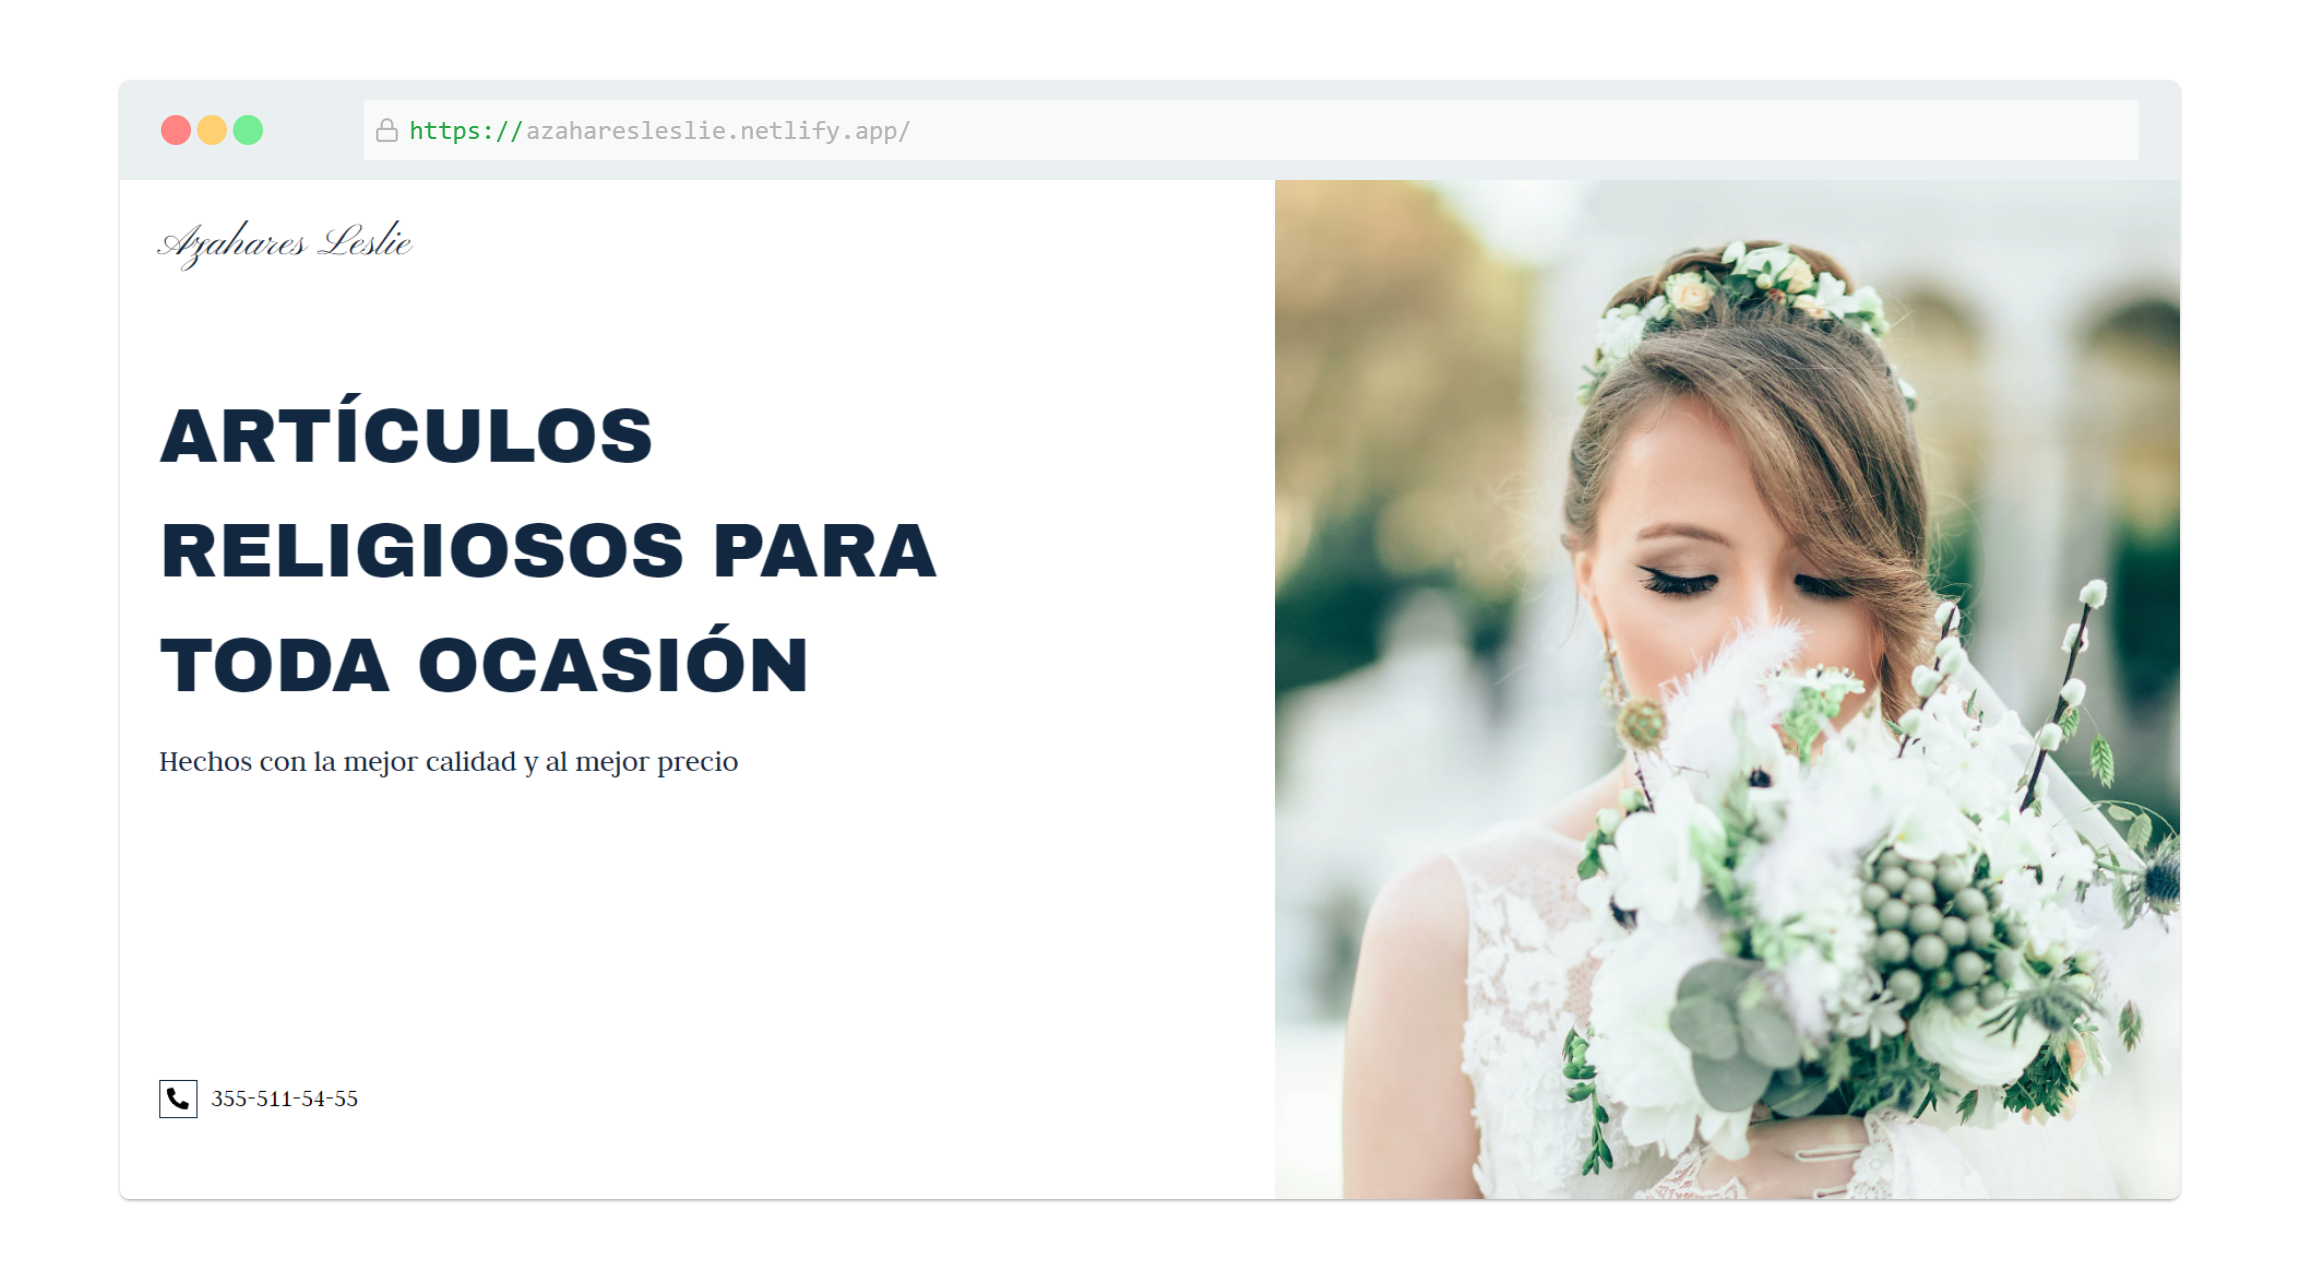 https://azaharesleslie.netlify.app/
Azahares Leslie
ARTÍCULOS
RELIGIOSOS PARA
TODA OCASIÓN
Hechos con la mejor calidad y al mejor precio
355-511-54-55